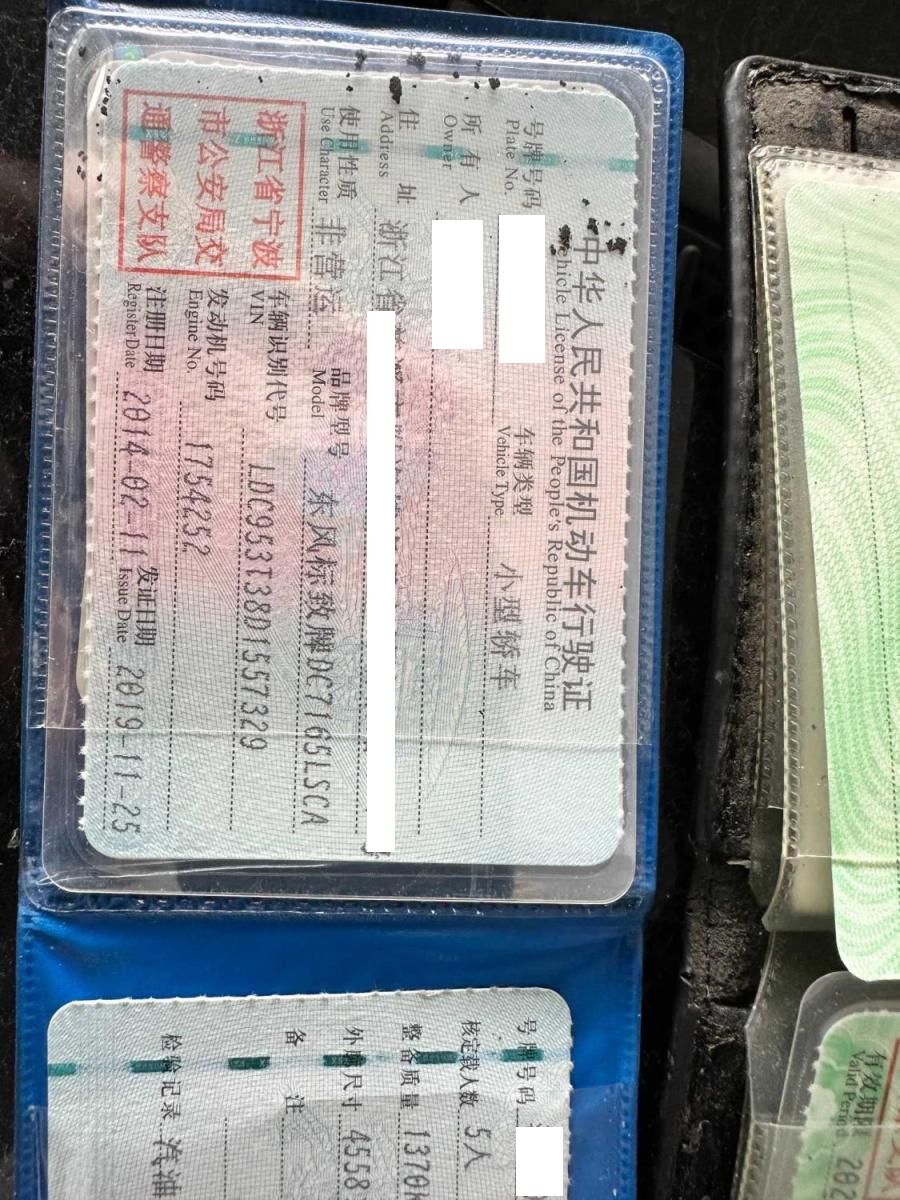 中华人民共和国机动车行驶证
Vehicle License of the People's Republic of China
号牌号码
Plate No.
车辆类型 小型轿车
Vehicle Type
所有人
Owner
住址 浙江省
Address
使用性质 非营运
Use Character
品牌型号 东风标致牌DC7165LSCA
Model
浙江省宁波
市公安局交
通警察支队
车辆识别代号 LDC953T38D1557329
VIN
发动机号码 1754252
Engine No.
注册日期 2014-02-11
Register Date
发证日期 2019-11-25
Issue Date
号牌号码
核定载人数 5人
整备质量 1370k
外廓尺寸 4558
备注
检验记录 汽油
有效期限
Valid Period 20